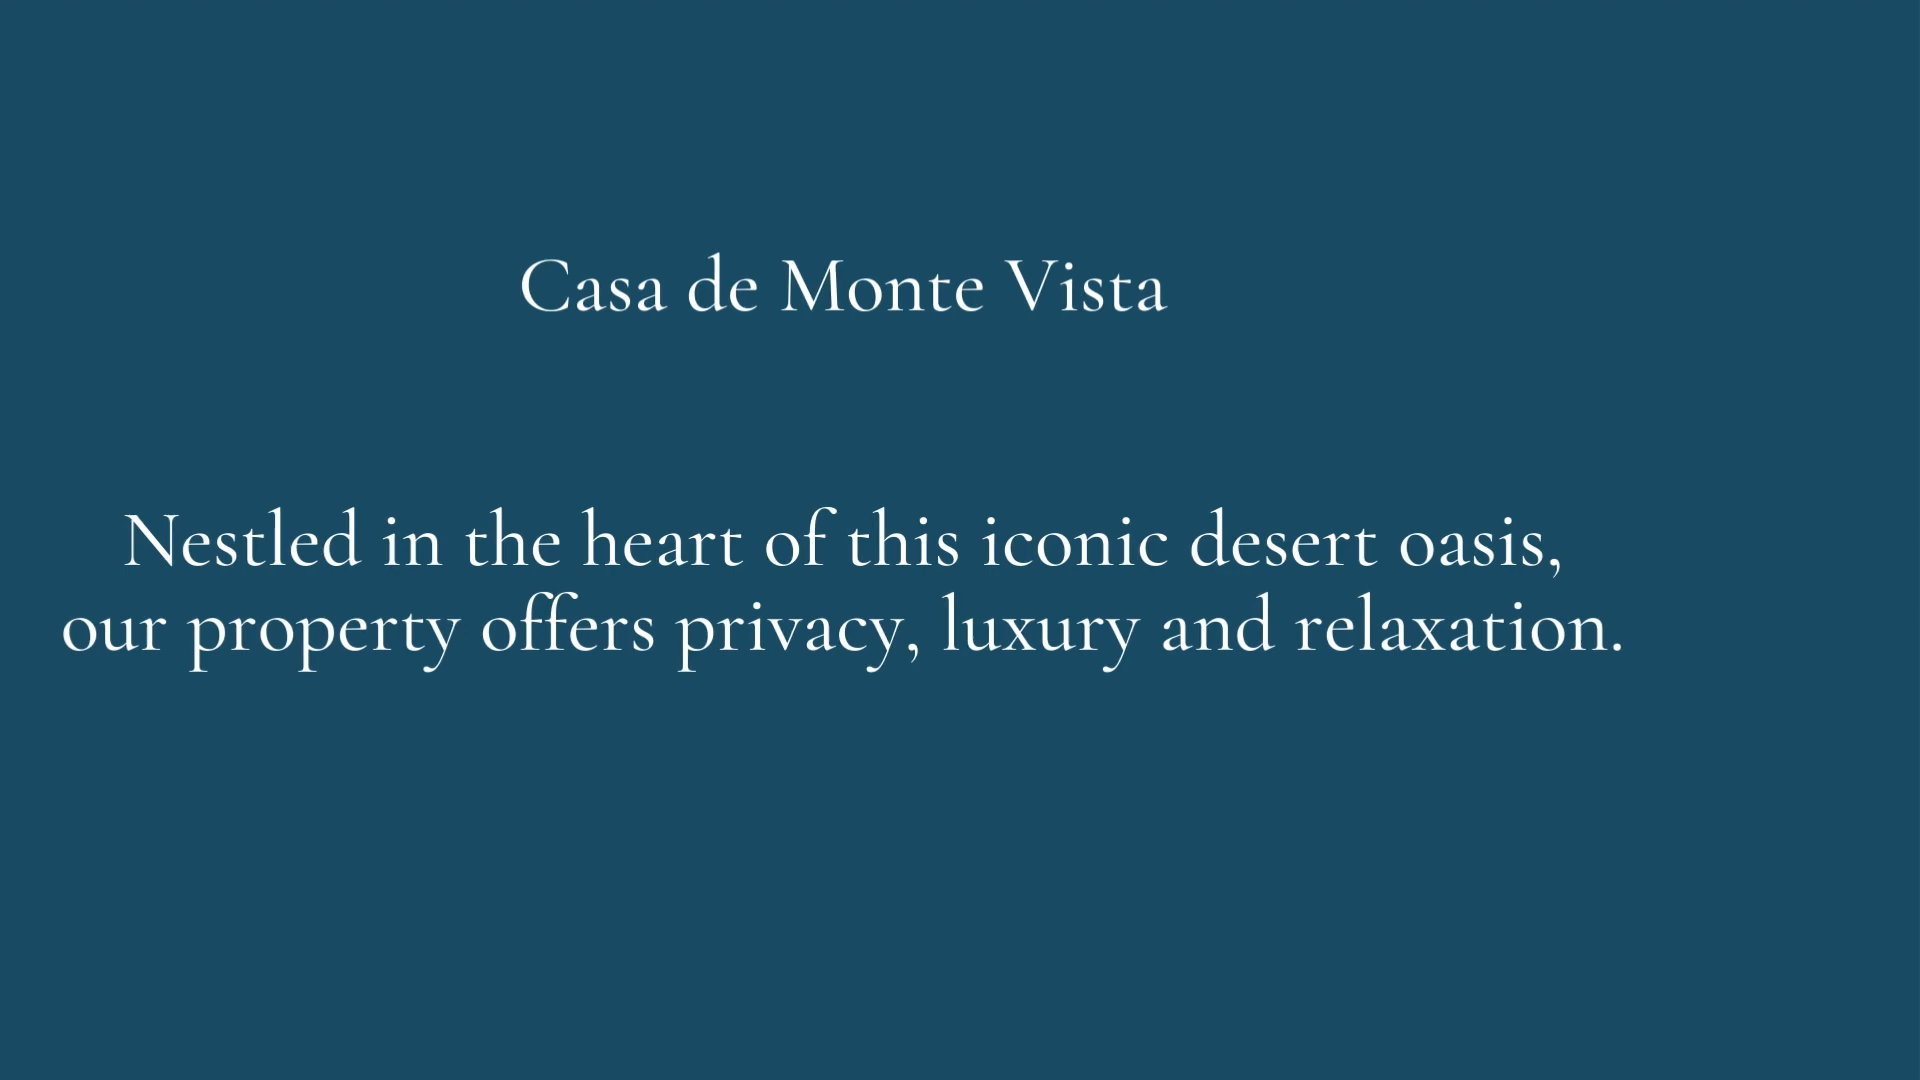 Casa de Monte Vista
Nestled in the heart of this iconic desert oasis,
our property offers privacy, luxury and relaxation.